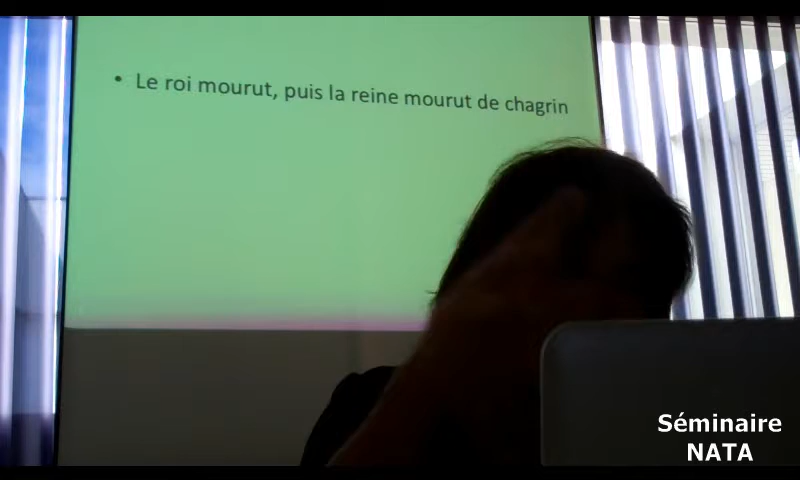 • Le roi mourut, puis la reine mourut de chagrin
Séminaire
NATA